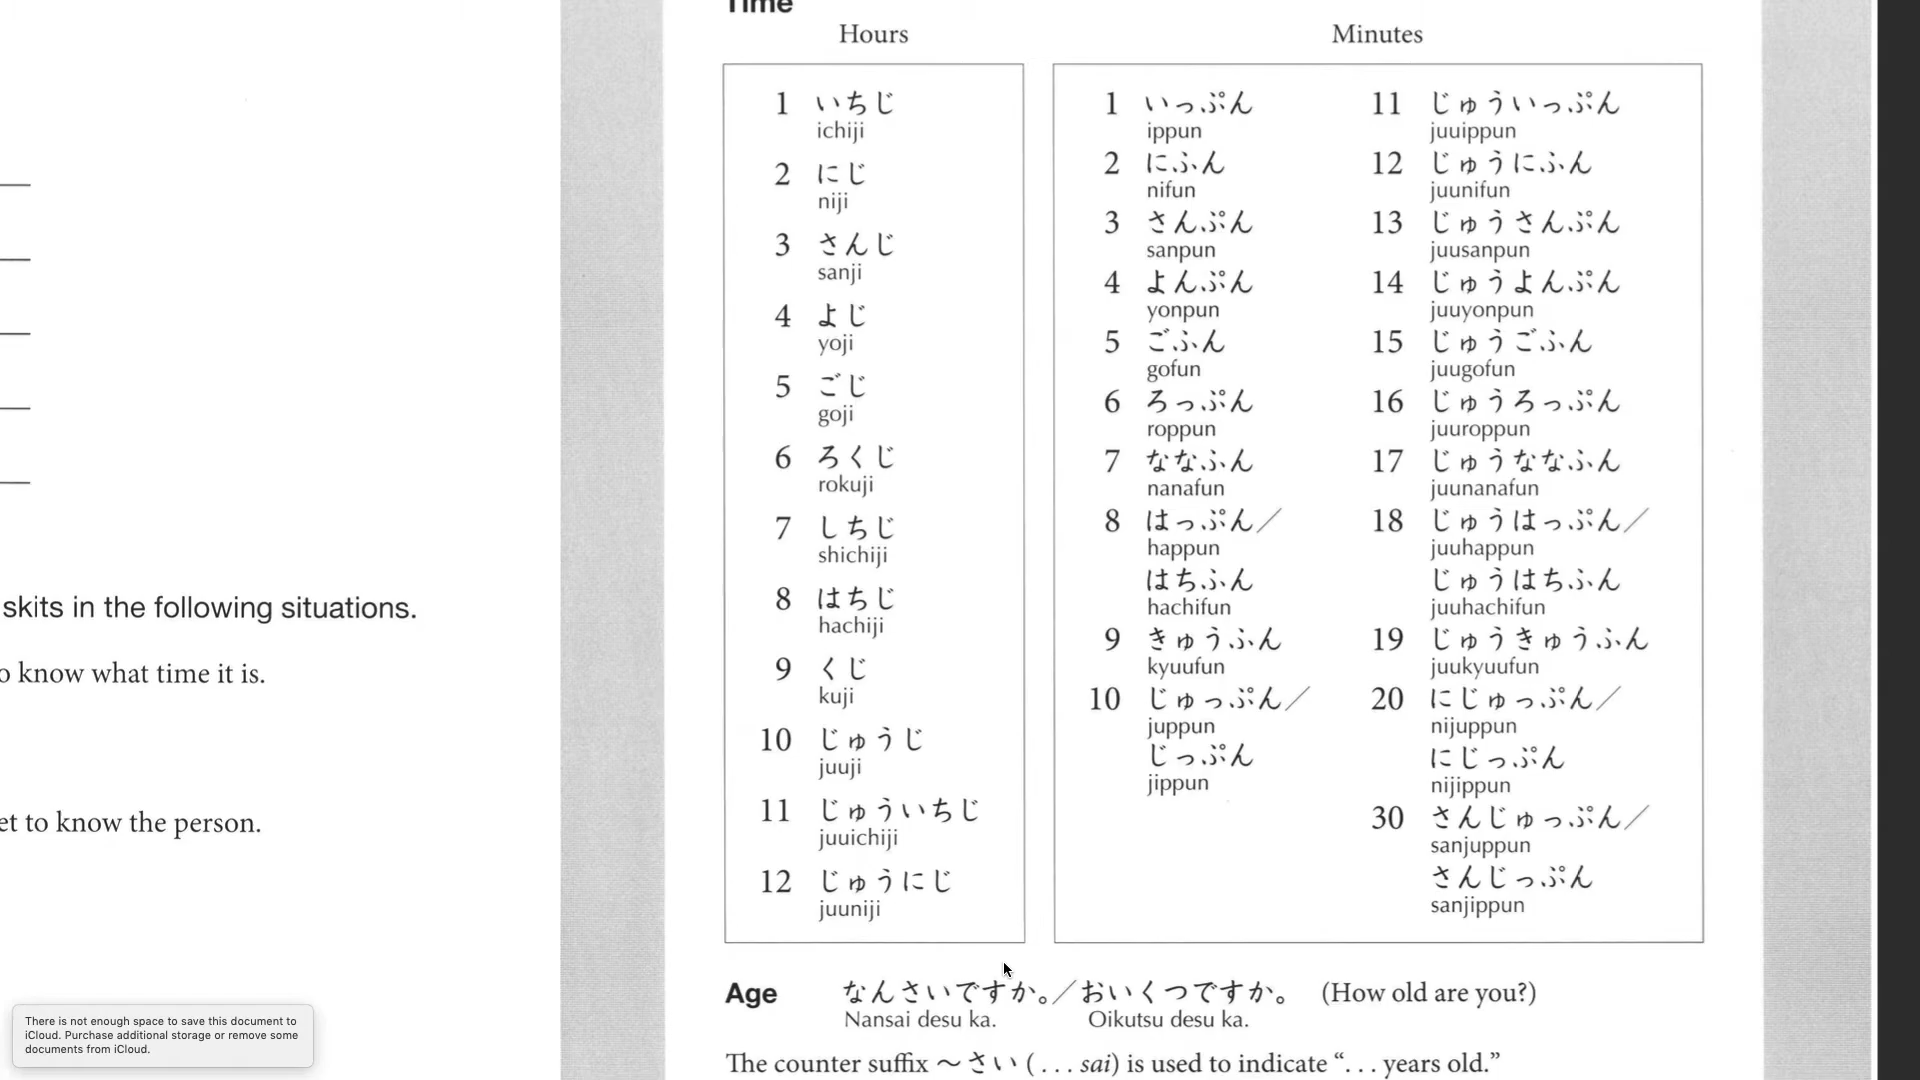 Time
Hours
1 いちじ
ichiji
2 にじ
niji
3 さんじ
sanji
4 よじ
yoji
5 ごじ
goji
6 ろくじ
rokuji
7 しちじ
shichiji
8 はちじ
hachiji
9 くじ
kuji
10 じゅうじ
juuji
11 じゅういちじ
juuichiji
12 じゅうにじ
juuniji
Minutes
1 いっぷん
ippun
2 にふん
nifun
3 さんぷん
sanpun
4 よんぷん
yonpun
5 ごふん
gofun
6 ろっぷん
roppun
7 ななふん
nanafun
8 はっぷん／
happun
はちふん
hachifun
9 きゅうふん
kyuufun
10 じゅっぷん／
juppun
じっぷん
jippun
11 じゅういっぷん
juuippun
12 じゅうにふん
juunifun
13 じゅうさんぷん
juusanpun
14 じゅうよんぷん
juuyonpun
15 じゅうごふん
juugofun
16 じゅうろっぷん
juuroppun
17 じゅうななふん
juunanafun
18 じゅうはっぷん／
juuhappun
じゅうはちふん
juuhachifun
19 じゅうきゅうふん
juukyuufun
20 にじゅっぷん／
nijuppun
にじっぷん
nijippun
30 さんじゅっぷん／
sanjuppun
さんじっぷん
sanjippun
Age なんさいですか。／おいくつですか。 (How old are you?)
Nansai desu ka. Oikutsu desu ka.
The counter suffix ～さい (... sai) is used to indicate “... years old.”
skits in the following situations.
o know what time it is.
et to know the person.
There is not enough space to save this document to
iCloud. Purchase additional storage or remove some
documents from iCloud.